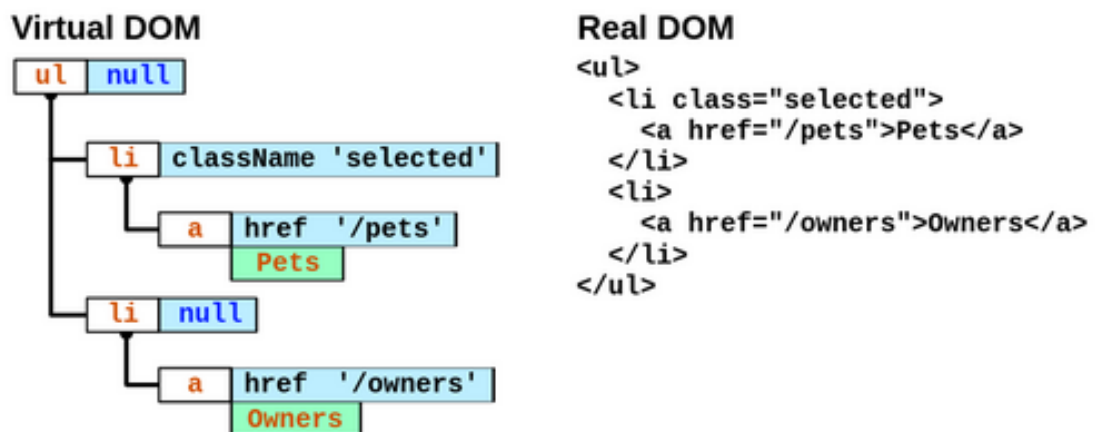 Virtual DOM
ul null
li className 'selected'
a href '/pets'
Pets
li null
a href '/owners'
Owners
Real DOM
<ul>
  <li class="selected">
    <a href="/pets">Pets</a>
  </li>
  <li>
    <a href="/owners">Owners</a>
  </li>
</ul>